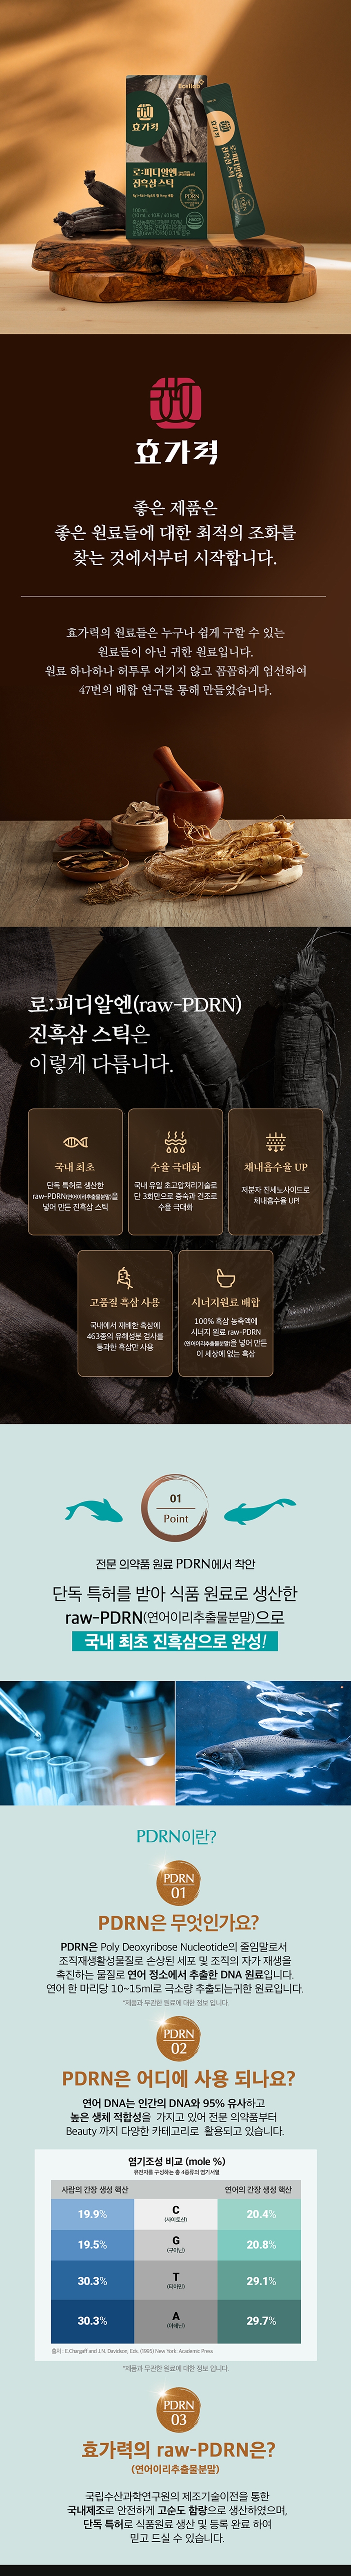 효가력
로:피디알엔
진흑삼 스틱
PDRN
효가력
좋은 제품은
좋은 원료들에 대한 최적의 조화를
찾는 것에서부터 시작합니다.
효가력의 원료들은 누구나 쉽게 구할 수 있는
원료들이 아닌 귀한 원료입니다.
원료 하나하나 허투루 여기지 않고 꼼꼼하게 엄선하여
47번의 배합 연구를 통해 만들었습니다.
로:피디알엔(raw-PDRN)
진흑삼 스틱은
이렇게 다릅니다.
국내 최초
단독 특허로 생산한
raw-PDRN(연어이리추출물분말)을
넣어 만든 진흑삼 스틱
수율 극대화
국내 유일 초고압처리기술로
단 3회만으로 증숙과 건조로
수율 극대화
체내흡수율 UP
저분자 진세노사이드로
체내흡수율 UP!
고품질 흑삼 사용
국내에서 재배한 흑삼에
463종의 유해성분 검사를
통과한 흑삼만 사용
시너지원료 배합
100% 흑삼 농축액에
시너지 원료 raw-PDRN
(연어이리추출물분말)을 넣어 만든
이 세상에 없는 흑삼
01
Point
전문 의약품 원료 PDRN에서 착안
단독 특허를 받아 식품 원료로 생산한
raw-PDRN(연어이리추출물분말)으로
국내 최초 진흑삼으로 완성!
PDRN이란?
PDRN
01
PDRN은 무엇인가요?
PDRN은 Poly Deoxyribose Nucleotide의 줄임말로서
조직재생활성물질로 손상된 세포 및 조직의 자가 재생을
촉진하는 물질로 연어 정소에서 추출한 DNA 원료입니다.
연어 한 마리당 10~15ml로 극소량 추출되는귀한 원료입니다.
*제품과 무관한 원료에 대한 정보 입니다.
PDRN
02
PDRN은 어디에 사용 되나요?
연어 DNA는 인간의 DNA와 95% 유사하고
높은 생체 적합성을 가지고 있어 전문 의약품부터
Beauty 까지 다양한 카테고리로 활용되고 있습니다.
염기조성 비교 (mole %)
유전자를 구성하는 총 4종류의 염기서열
사람의 간장 생성 핵산 연어의 간장 생성 핵산
19.9% C 20.4%
(사이토신)
19.5% G 20.8%
(구아닌)
30.3% T 29.1%
(티아민)
30.3% A 29.7%
(아데닌)
출처 : E.Chargaff and J.N. Davidson, Eds. (1995) New York: Academic Press
*제품과 무관한 원료에 대한 정보 입니다.
PDRN
03
효가력의 raw-PDRN은?
(연어이리추출물분말)
국립수산과학연구원의 제조기술이전을 통한
국내제조로 안전하게 고순도 함량으로 생산하였으며,
단독 특허로 식품원료 생산 및 등록 완료 하여
믿고 드실 수 있습니다.